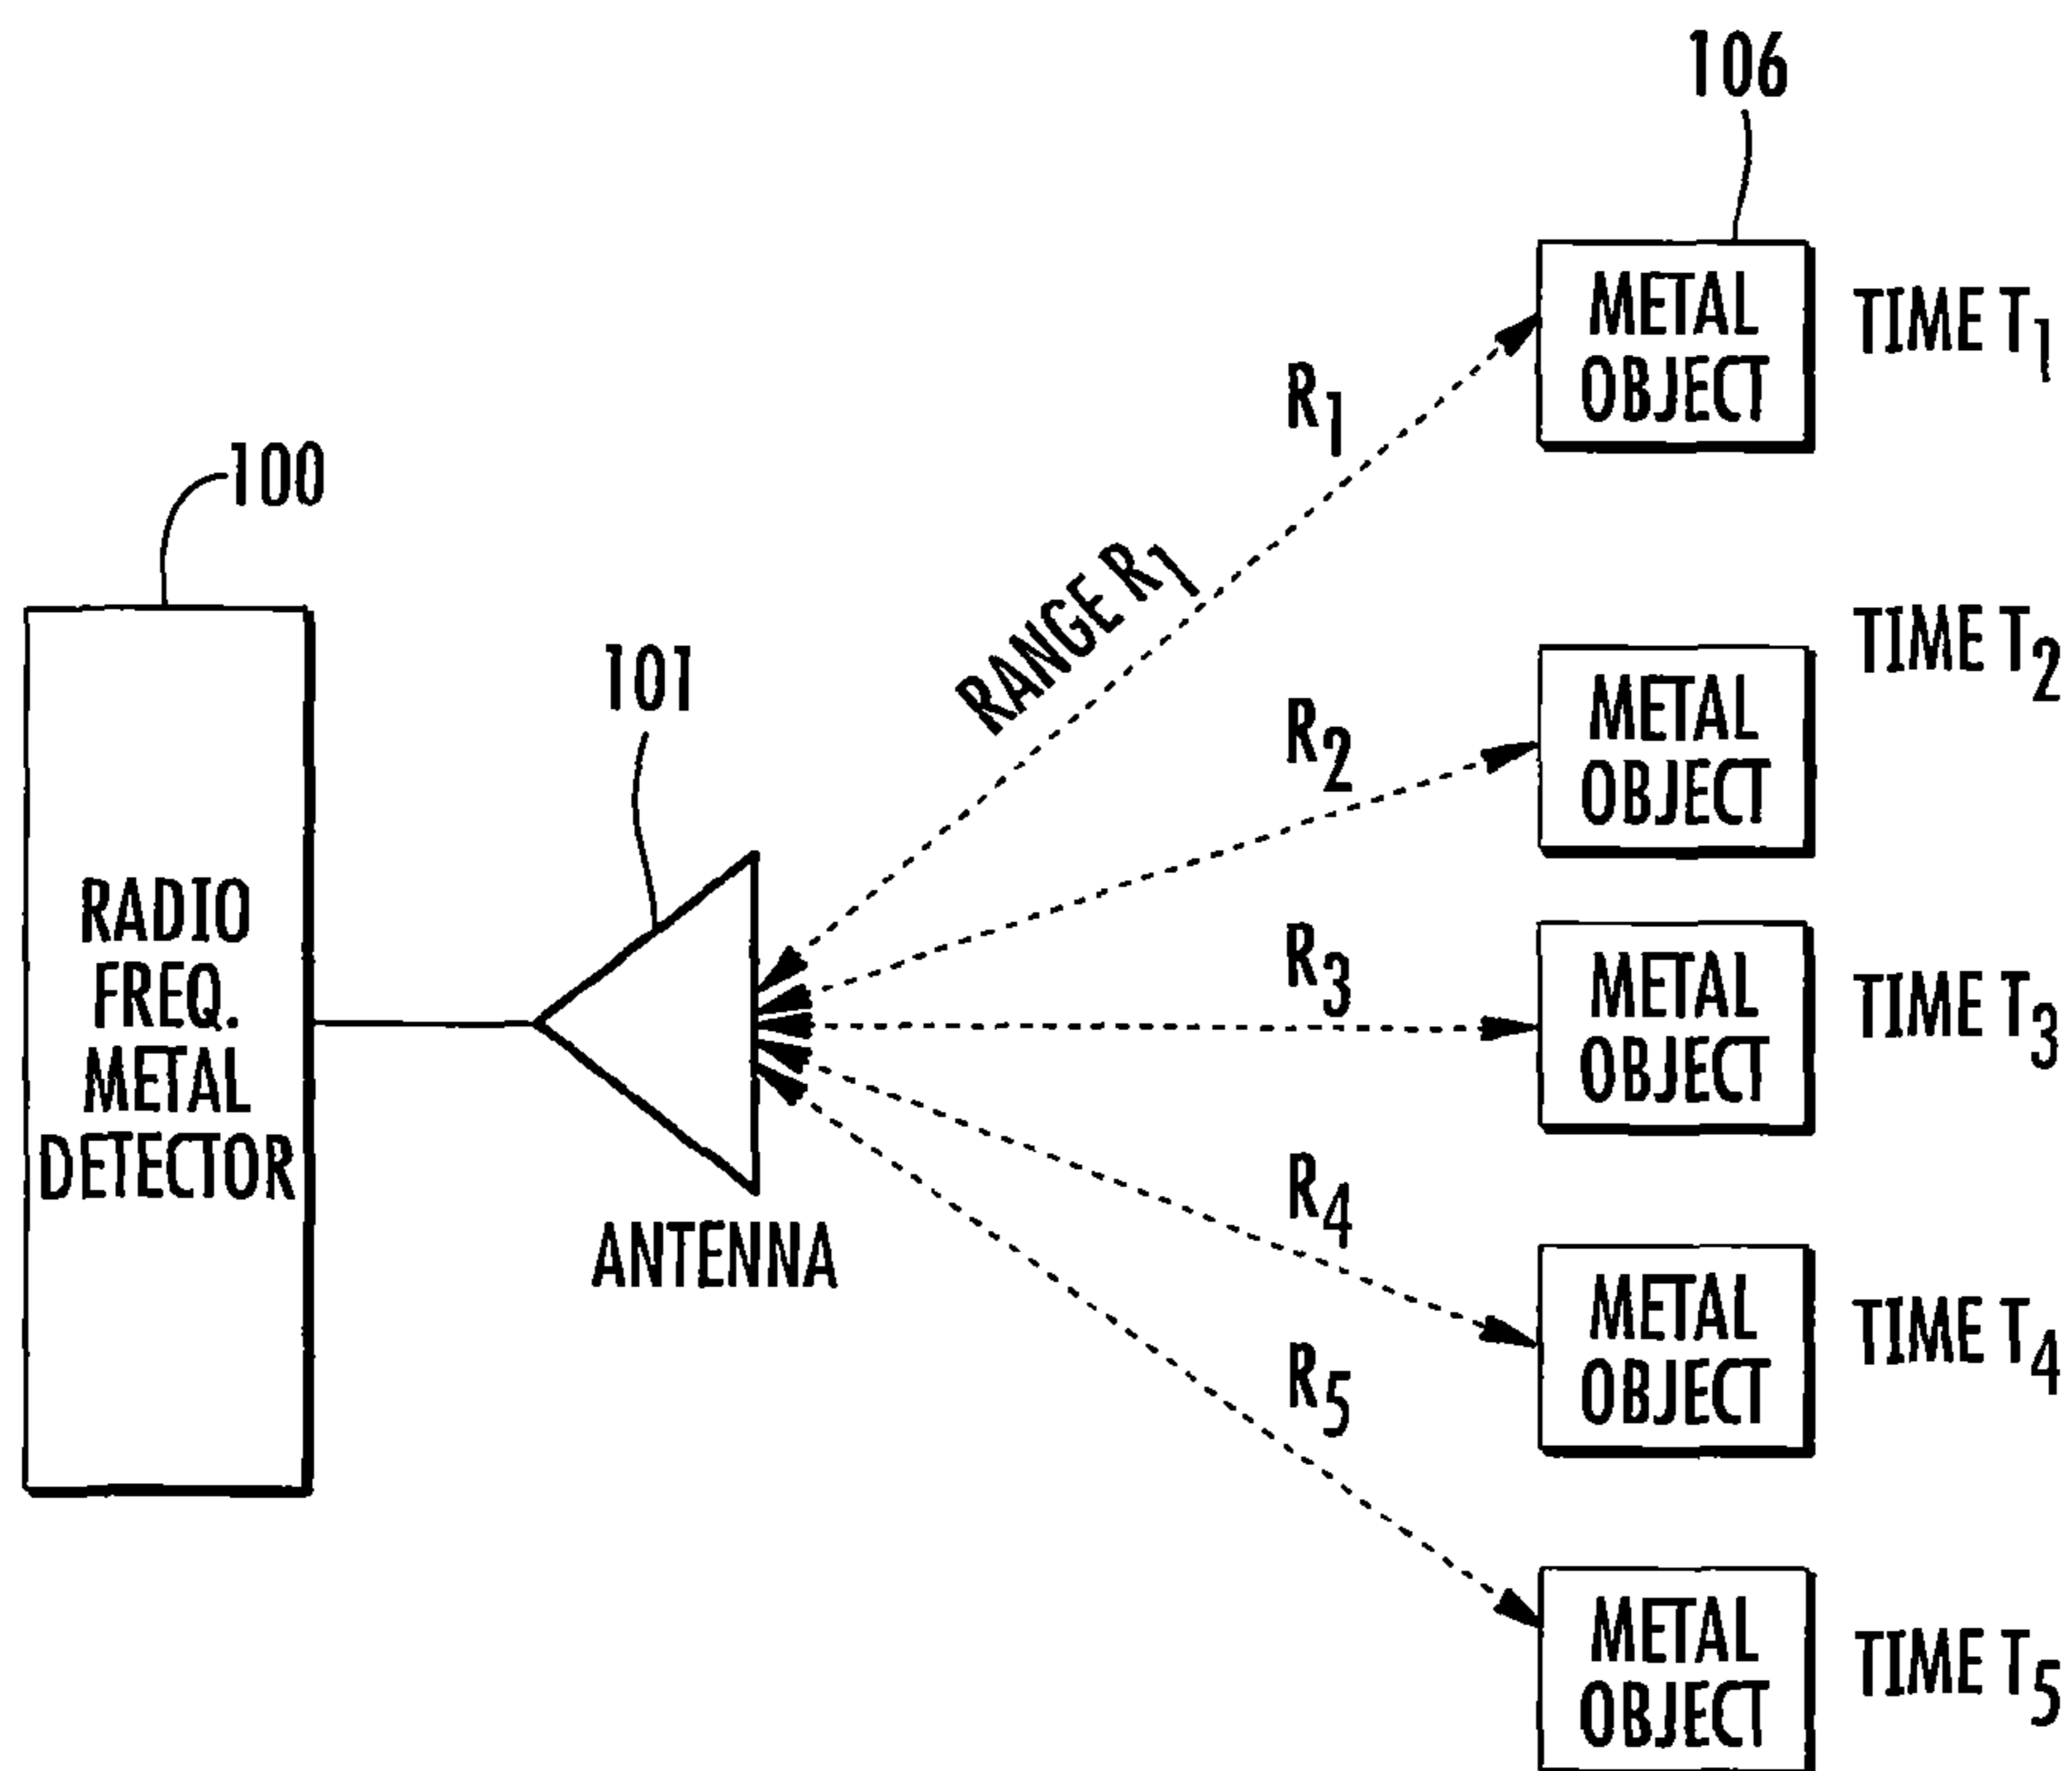 106
METAL
OBJECT
TIME T1
R1
100
RANGE R1
TIME T2
101
METAL
OBJECT
R2
RADIO
FREQ.
METAL
DETECTOR
R3
METAL
OBJECT
TIME T3
ANTENNA
R4
METAL
OBJECT
TIME T4
R5
METAL
OBJECT
TIME T5